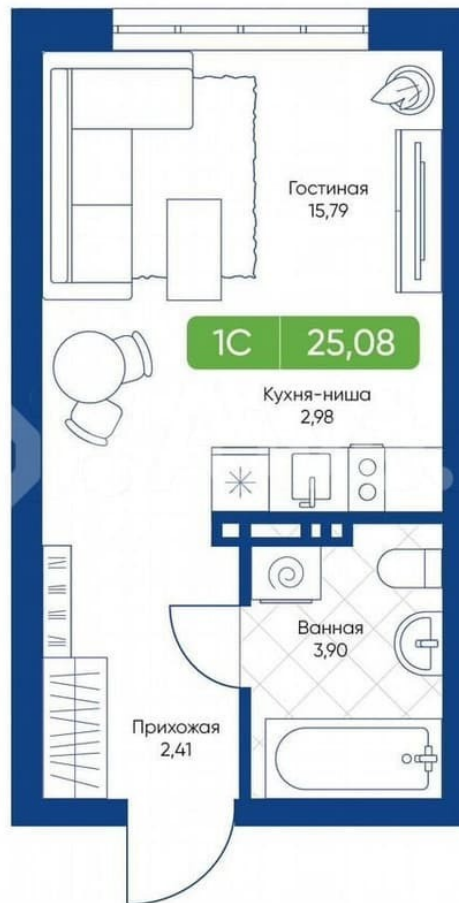 Гостиная
15,79
1С 25,08
Кухня-ниша
2,98
Ванная
3,90
Прихожая
2,41